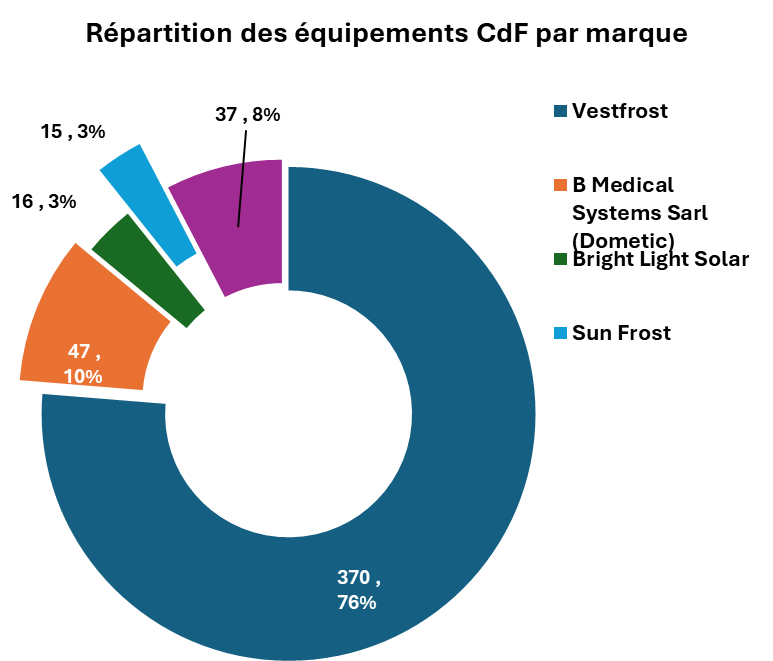 Répartition des équipements CdF par marque
37 , 8%
15 , 3%
16 , 3%
47 ,
10%
370 ,
76%
Vestfrost
B Medical
Systems Sarl
(Dometic)
Bright Light Solar
Sun Frost